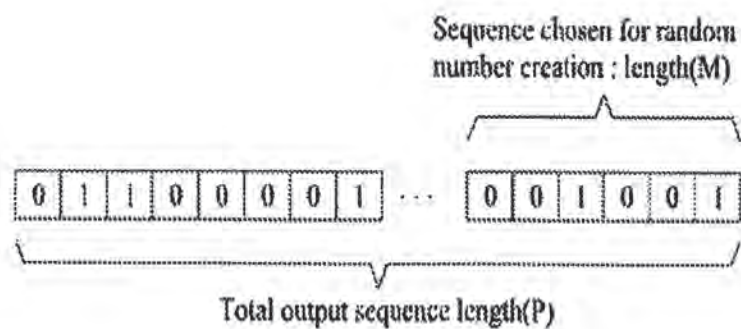 Sequence chosen for random
number creation : length(M)
0 1 1 0 0 0 0 1 ... 0 0 1 0 0 1
Total output sequence length(P)